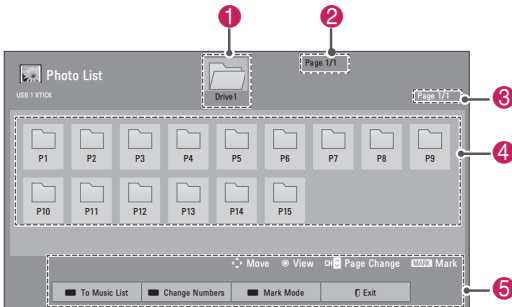 1
2
Page 1/1
Photo List
USB 1 XTICK
Drive1
Page 1/1
3
P1 P2 P3 P4 P5 P6 P7 P8 P9
4
P10 P11 P12 P13 P14 P15
Move View CH Page Change MARK Mark
To Music List Change Numbers Mark Mode Exit
5